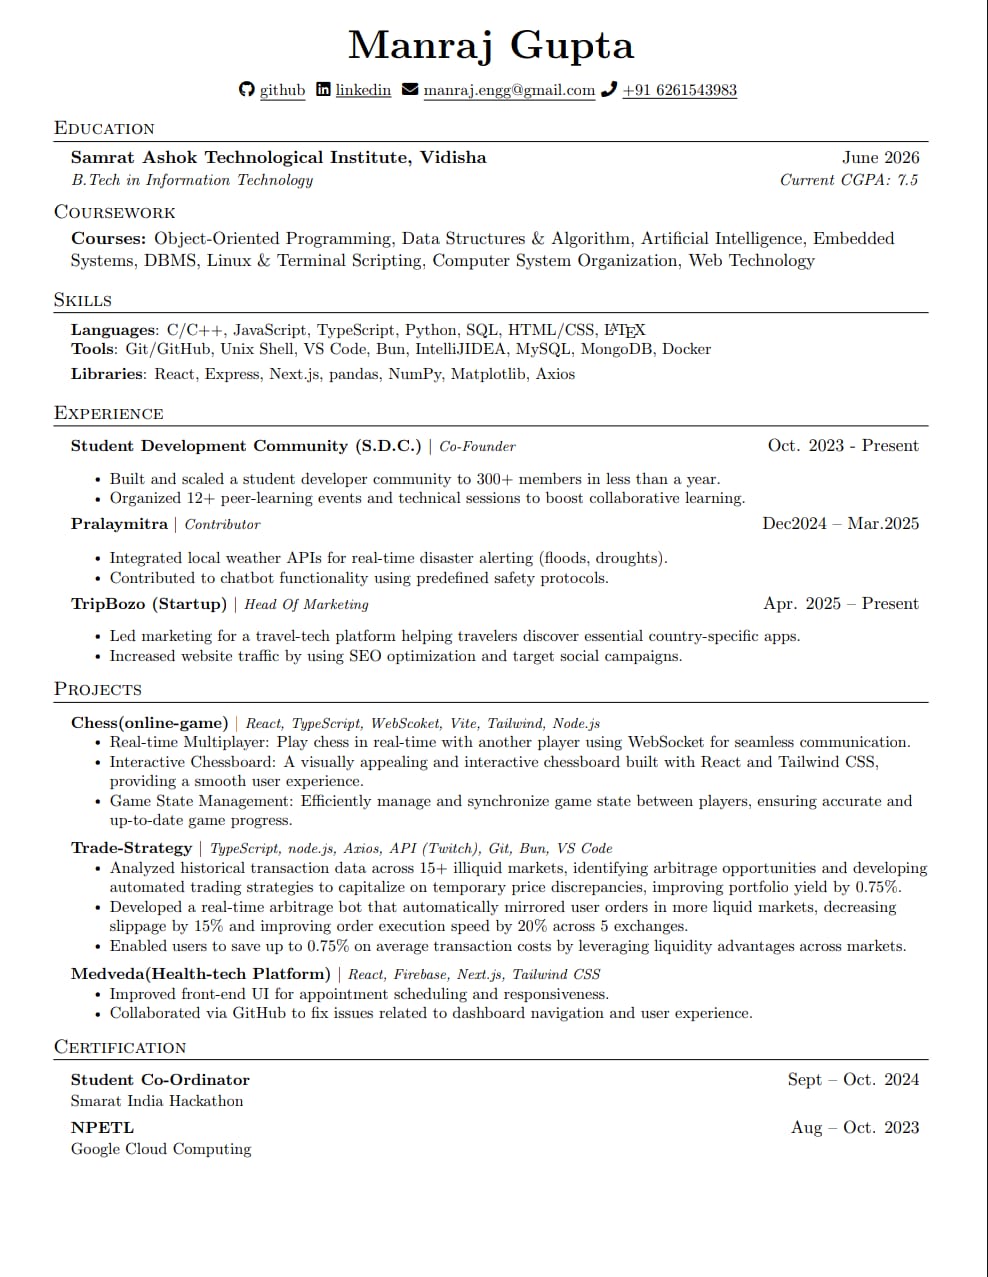 Manraj Gupta
github linkedin manraj.engg@gmail.com +91 6261543983
Education
Samrat Ashok Technological Institute, Vidisha June 2026
B.Tech in Information Technology Current CGPA: 7.5
Coursework
Courses: Object-Oriented Programming, Data Structures & Algorithm, Artificial Intelligence, Embedded
Systems, DBMS, Linux & Terminal Scripting, Computer System Organization, Web Technology
Skills
Languages: C/C++, JavaScript, TypeScript, Python, SQL, HTML/CSS, LATEX
Tools: Git/GitHub, Unix Shell, VS Code, Bun, IntelliJIDEA, MySQL, MongoDB, Docker
Libraries: React, Express, Next.js, pandas, NumPy, Matplotlib, Axios
Experience
Student Development Community (S.D.C.) | Co-Founder Oct. 2023 - Present
• Built and scaled a student developer community to 300+ members in less than a year.
• Organized 12+ peer-learning events and technical sessions to boost collaborative learning.
Pralaymitra | Contributor Dec2024 – Mar.2025
• Integrated local weather APIs for real-time disaster alerting (floods, droughts).
• Contributed to chatbot functionality using predefined safety protocols.
TripBozo (Startup) | Head Of Marketing Apr. 2025 – Present
• Led marketing for a travel-tech platform helping travelers discover essential country-specific apps.
• Increased website traffic by using SEO optimization and target social campaigns.
Projects
Chess(online-game) | React, TypeScript, WebScoket, Vite, Tailwind, Node.js
• Real-time Multiplayer: Play chess in real-time with another player using WebSocket for seamless communication.
• Interactive Chessboard: A visually appealing and interactive chessboard built with React and Tailwind CSS,
providing a smooth user experience.
• Game State Management: Efficiently manage and synchronize game state between players, ensuring accurate and
up-to-date game progress.
Trade-Strategy | TypeScript, node.js, Axios, API (Twitch), Git, Bun, VS Code
• Analyzed historical transaction data across 15+ illiquid markets, identifying arbitrage opportunities and developing
automated trading strategies to capitalize on temporary price discrepancies, improving portfolio yield by 0.75%.
• Developed a real-time arbitrage bot that automatically mirrored user orders in more liquid markets, decreasing
slippage by 15% and improving order execution speed by 20% across 5 exchanges.
• Enabled users to save up to 0.75% on average transaction costs by leveraging liquidity advantages across markets.
Medveda(Health-tech Platform) | React, Firebase, Next.js, Tailwind CSS
• Improved front-end UI for appointment scheduling and responsiveness.
• Collaborated via GitHub to fix issues related to dashboard navigation and user experience.
Certification
Student Co-Ordinator Sept – Oct. 2024
Smarat India Hackathon
NPETL Aug – Oct. 2023
Google Cloud Computing